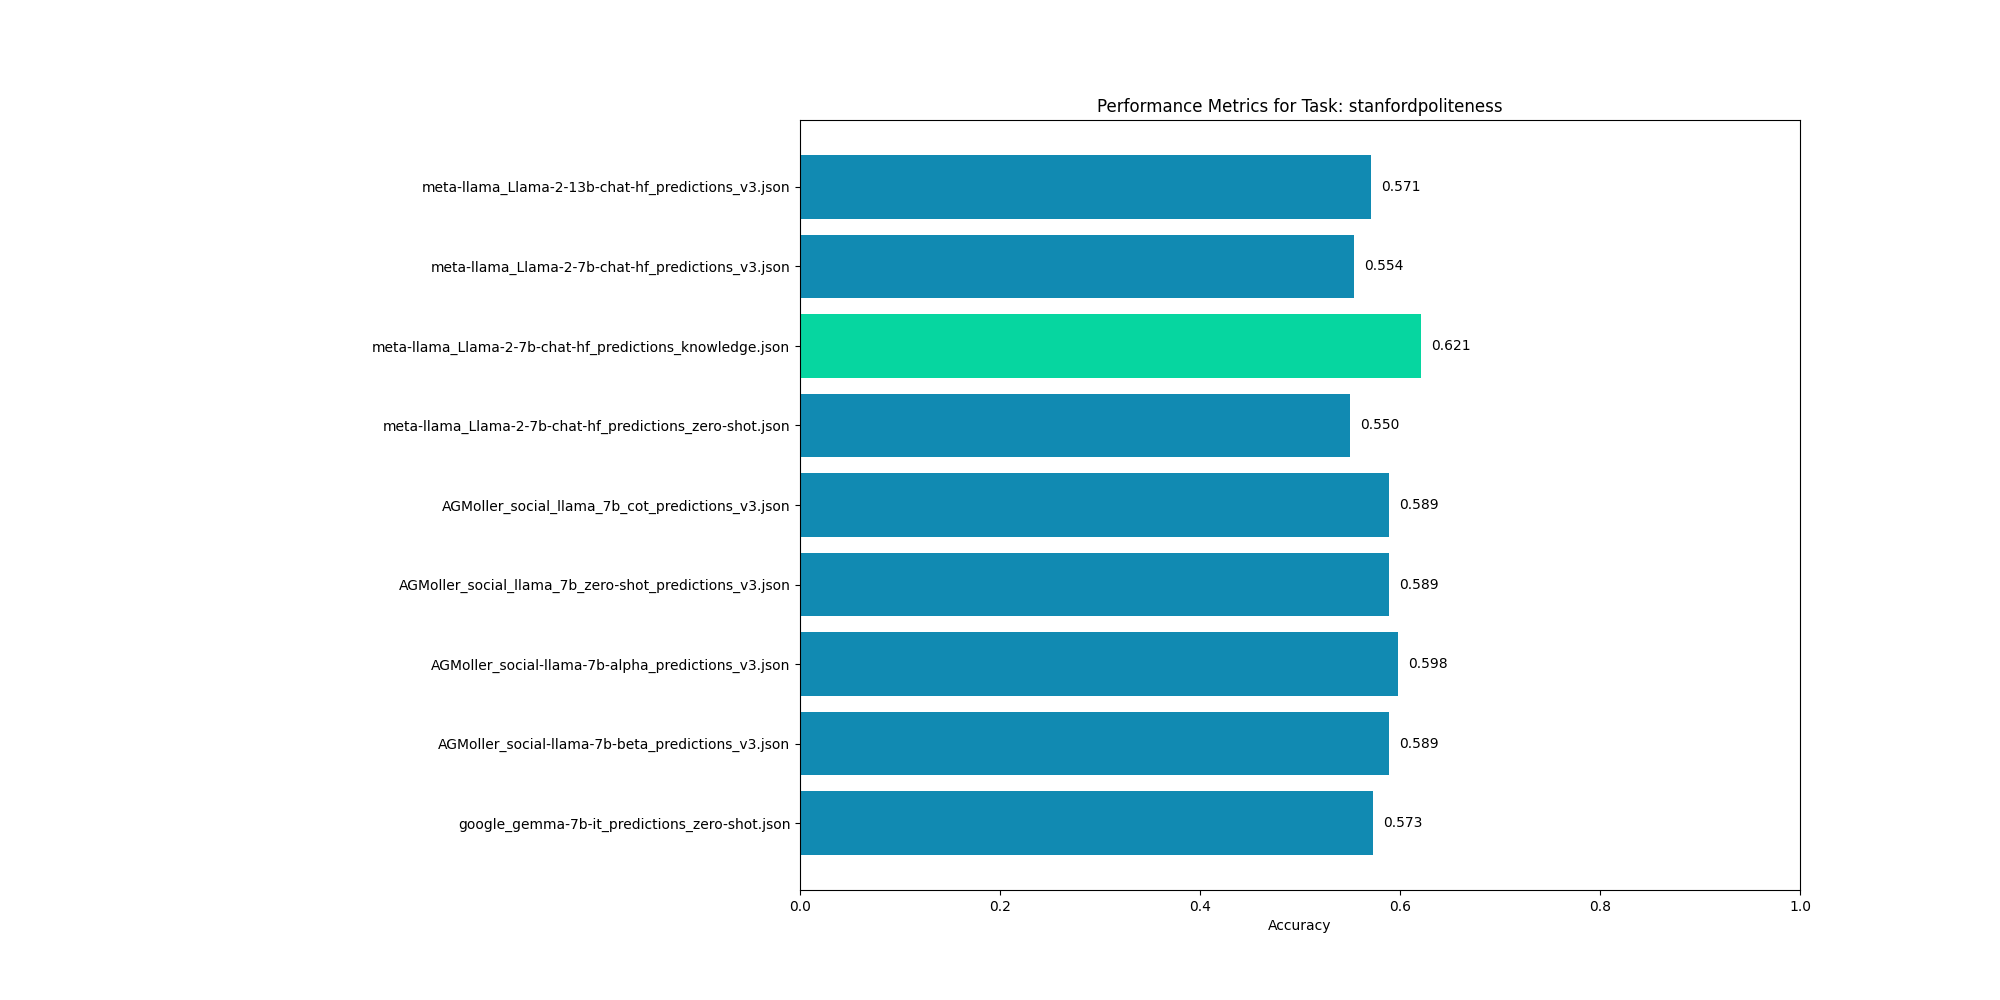 Performance Metrics for Task: stanfordpoliteness
meta-llama_Llama-2-13b-chat-hf_predictions_v3.json
0.571
meta-llama_Llama-2-7b-chat-hf_predictions_v3.json
0.554
meta-llama_Llama-2-7b-chat-hf_predictions_knowledge.json
0.621
meta-llama_Llama-2-7b-chat-hf_predictions_zero-shot.json
0.550
AGMoller_social_llama_7b_cot_predictions_v3.json
0.589
AGMoller_social_llama_7b_zero-shot_predictions_v3.json
0.589
AGMoller_social-llama-7b-alpha_predictions_v3.json
0.598
AGMoller_social-llama-7b-beta_predictions_v3.json
0.589
google_gemma-7b-it_predictions_zero-shot.json
0.573
0.0 0.2 0.4 0.6 0.8 1.0
Accuracy